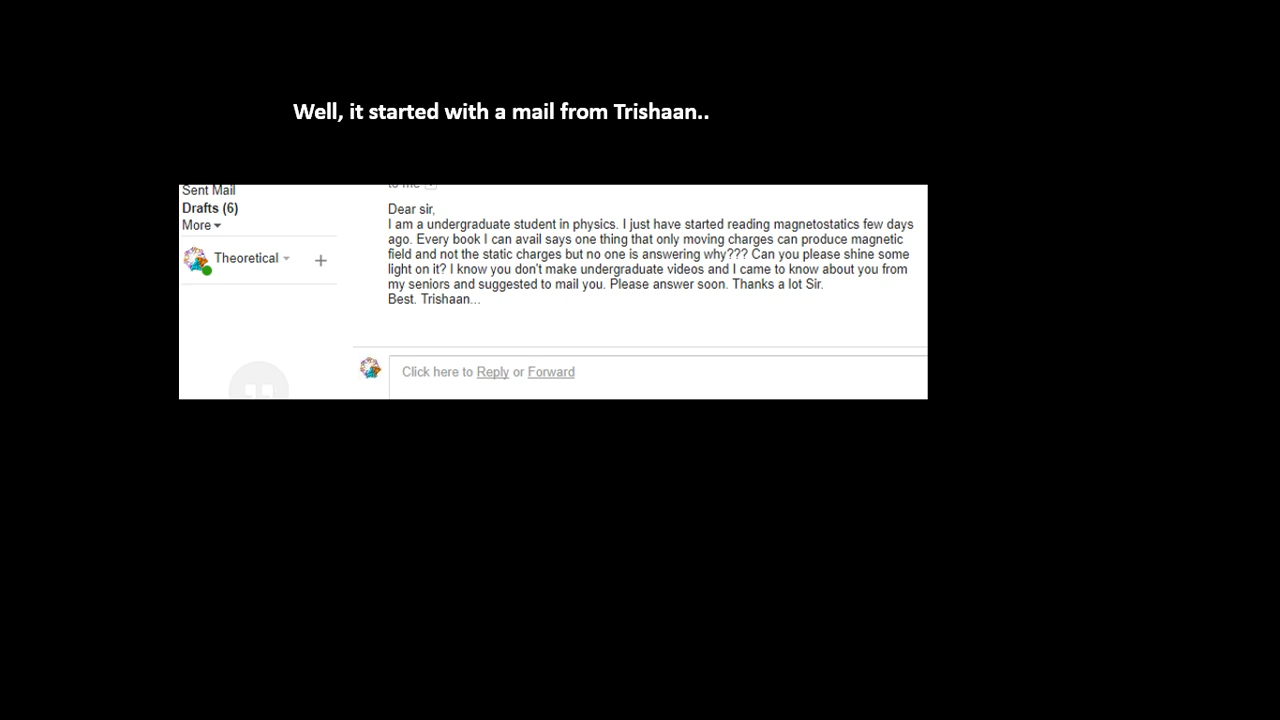 Well, it started with a mail from Trishaan..
Sent Mail
Drafts (6)
More
Theoretical
+
to me
Dear sir,
I am a undergraduate student in physics. I just have started reading magnetostatics few days
ago. Every book I can avail says one thing that only moving charges can produce magnetic
field and not the static charges but no one is answering why??? Can you please shine some
light on it? I know you don't make undergraduate videos and I came to know about you from
my seniors and suggested to mail you. Please answer soon. Thanks a lot Sir.
Best. Trishaan...
Click here to Reply or Forward